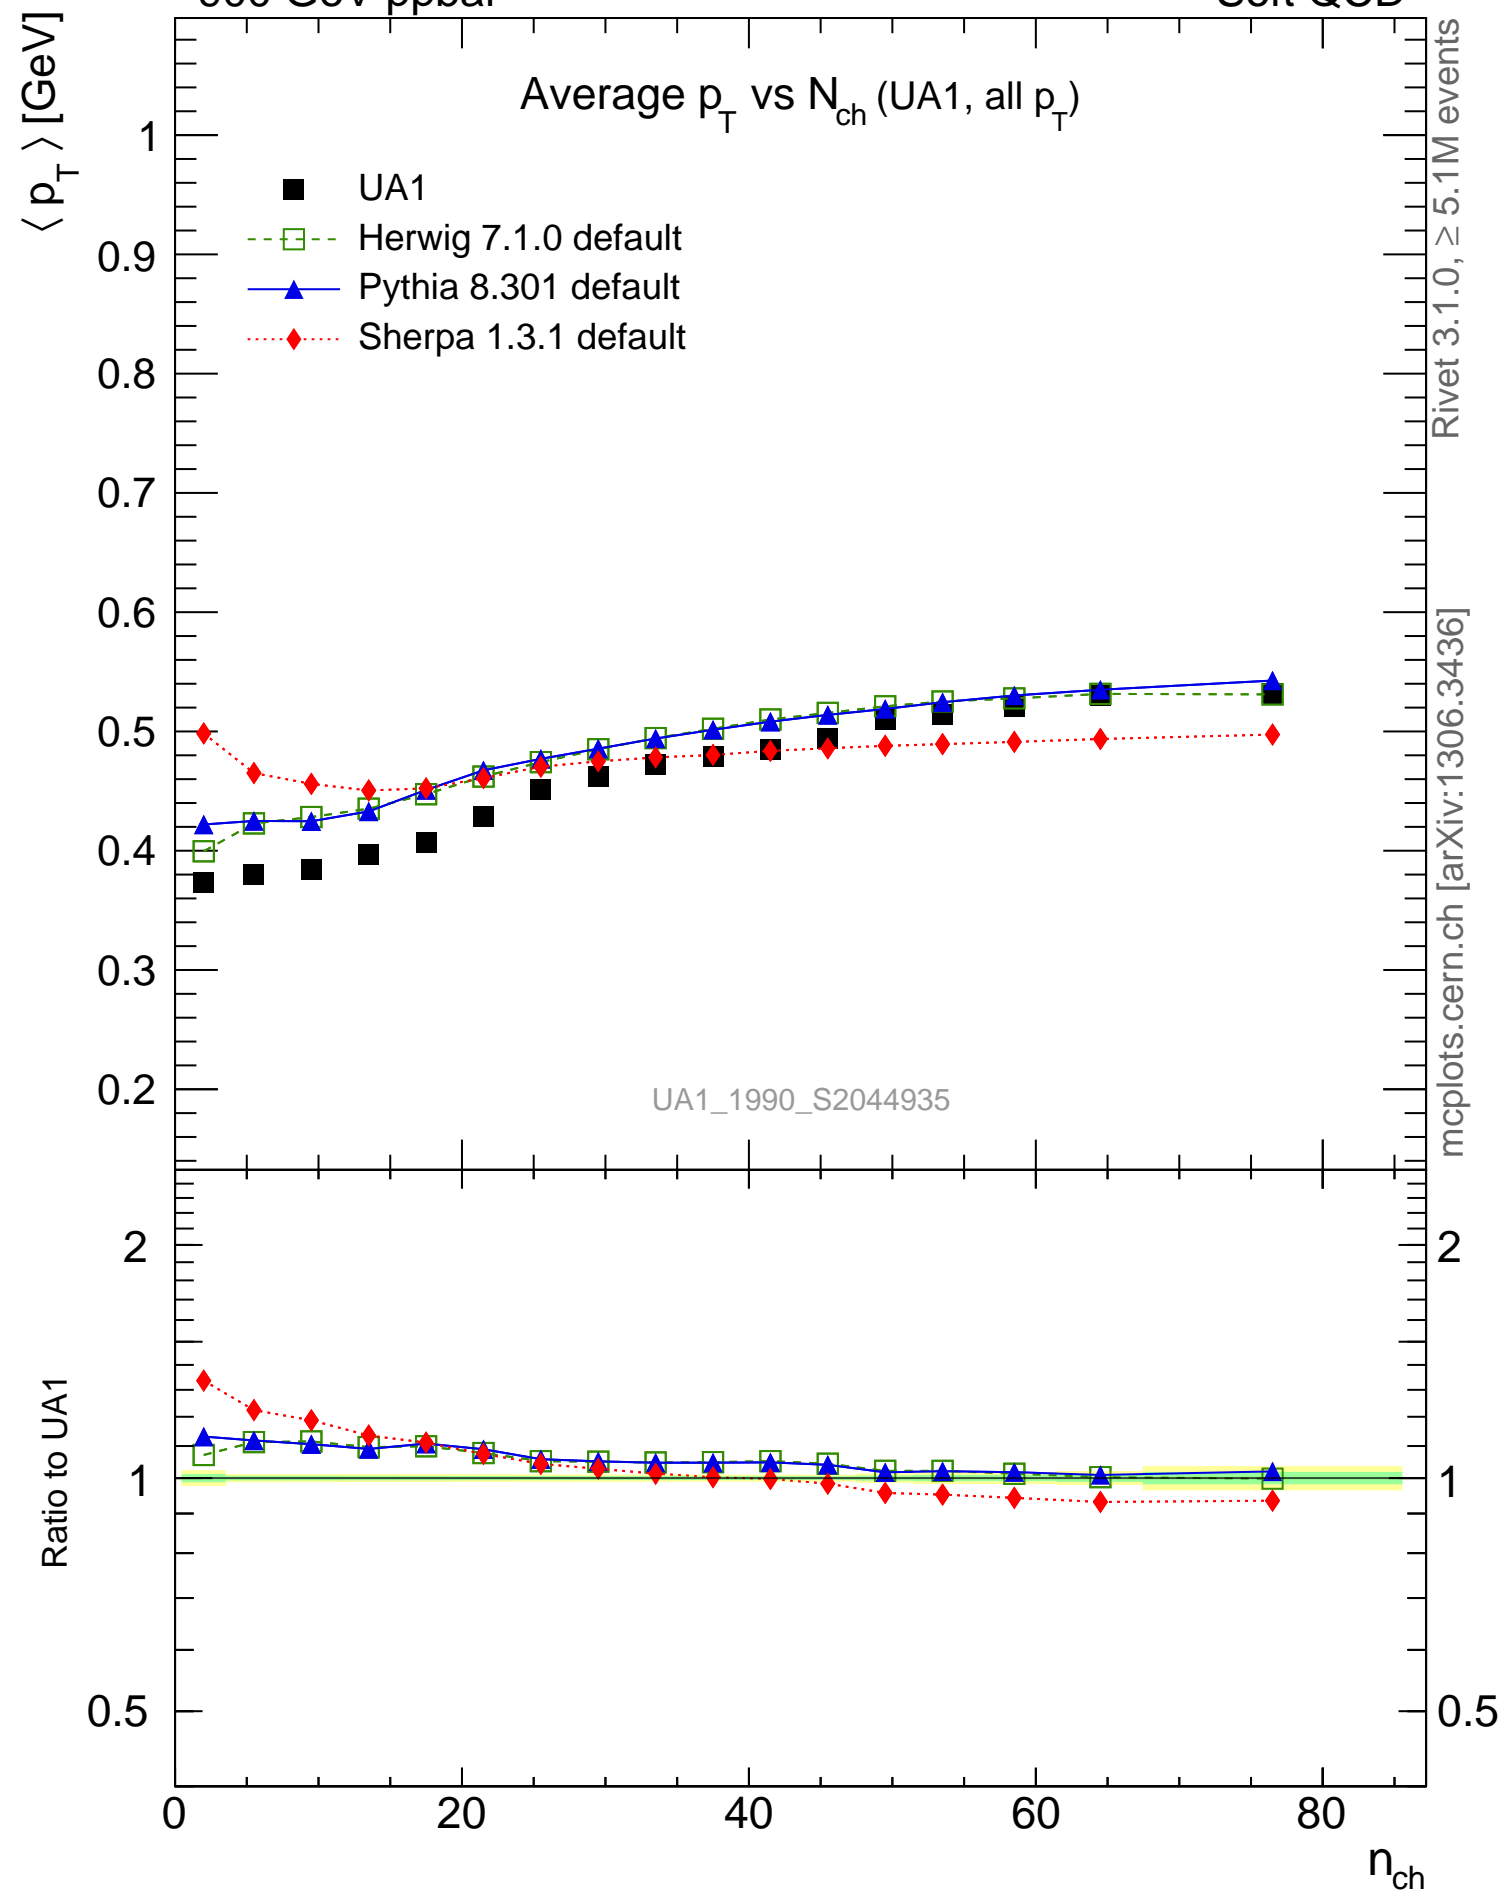 ⟨ p_T ⟩ [GeV]
Average p_T vs N_ch (UA1, all p_T)
UA1
Herwig 7.1.0 default
Pythia 8.301 default
Sherpa 1.3.1 default
1
0.9
0.8
0.7
0.6
0.5
0.4
0.3
0.2
UA1_1990_S2044935
Rivet 3.1.0, ≥ 5.1M events
mcplots.cern.ch [arXiv:1306.3436]
Ratio to UA1
2
1
0.5
2
1
0.5
0 20 40 60 80
n_ch